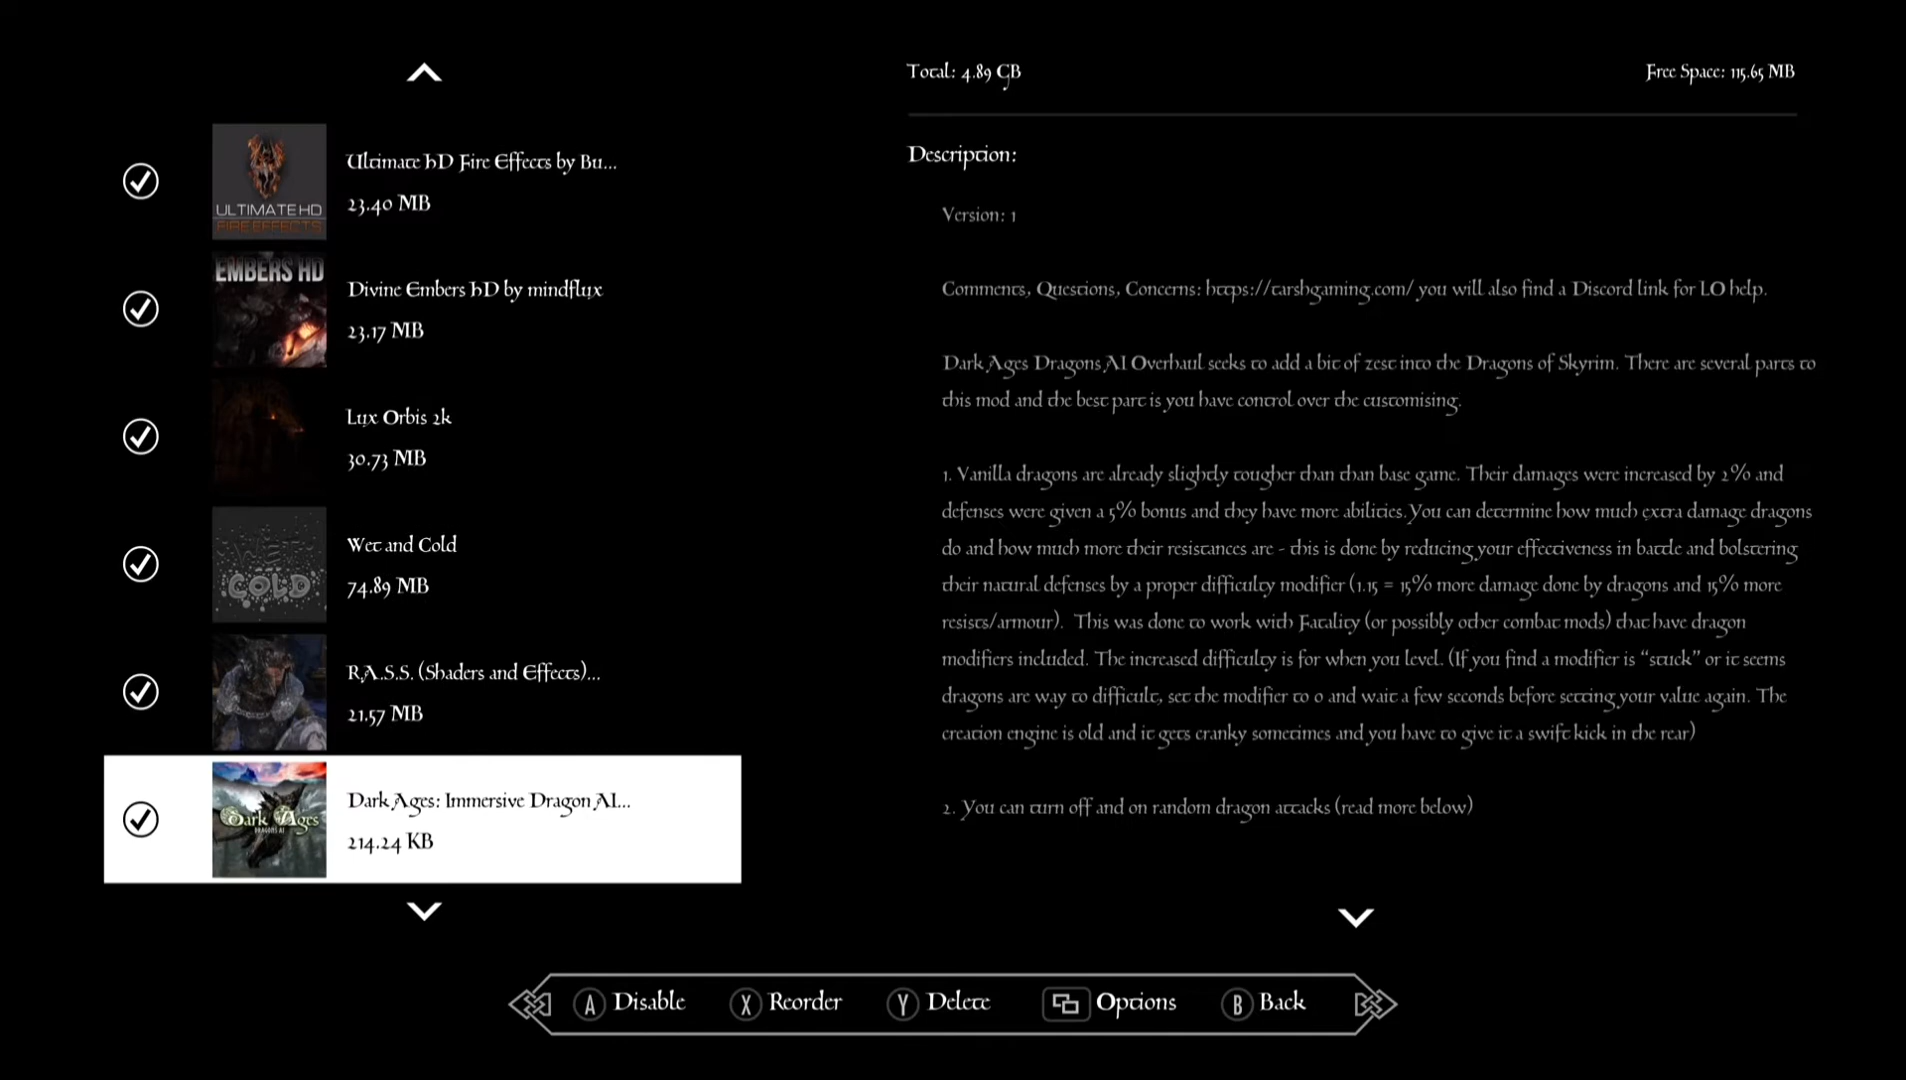 Total: 4.89 GB
Free Space: 115.65 MB
ULTIMATE HD
FIRE EFFECTS
Ultimate HD Fire Effects by Bu...
23.40 MB
EMBERS HD
Divine Embers HD by mindflux
23.17 MB
Lux Orbis 2k
30.73 MB
WET
COLD
Wet and Cold
74.89 MB
R.A.S.S. (Shaders and Effects)...
21.57 MB
Dark Ages
DRAGONS AI
Dark Ages: Immersive Dragon AI...
214.24 KB
Description:
Version: 1
Comments, Questions, Concerns: https://tarshgaming.com/ you will also find a Discord link for LO help.
Dark Ages Dragons AI Overhaul seeks to add a bit of zest into the Dragons of Skyrim. There are several parts to
this mod and the best part is you have control over the customising.
1. Vanilla dragons are already slightly tougher than than base game. Their damages were increased by 2% and
defenses were given a 5% bonus and they have more abilities.You can determine how much extra damage dragons
do and how much more their resistances are - this is done by reducing your effectiveness in battle and bolstering
their natural defenses by a proper difficulty modifier (1.15 = 15% more damage done by dragons and 15% more
resists/armour).  This was done to work with Fatality (or possibly other combat mods) that have dragon
modifiers included. The increased difficulty is for when you level. (If you find a modifier is “stuck” or it seems
dragons are way to difficult, set the modifier to 0 and wait a few seconds before setting your value again. The
creation engine is old and it gets cranky sometimes and you have to give it a swift kick in the rear)
2. You can turn off and on random dragon attacks (read more below)
A Disable
X Reorder
Y Delete
Options
B Back